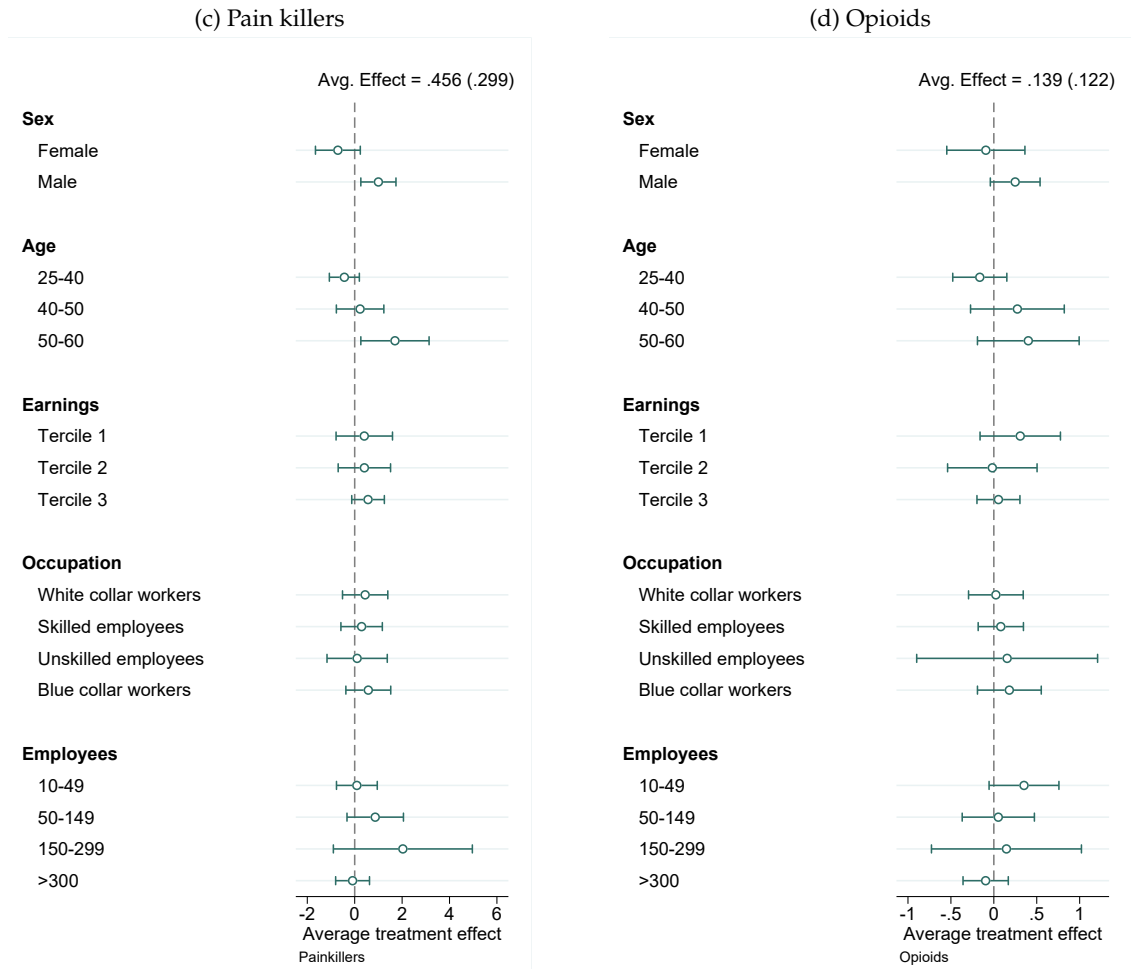 (c) Pain killers
Avg. Effect = .456 (.299)
Sex
Female
Male
Age
25-40
40-50
50-60
Earnings
Tercile 1
Tercile 2
Tercile 3
Occupation
White collar workers
Skilled employees
Unskilled employees
Blue collar workers
Employees
10-49
50-149
150-299
>300
-2 0 2 4 6
Average treatment effect
Painkillers
(d) Opioids
Avg. Effect = .139 (.122)
Sex
Female
Male
Age
25-40
40-50
50-60
Earnings
Tercile 1
Tercile 2
Tercile 3
Occupation
White collar workers
Skilled employees
Unskilled employees
Blue collar workers
Employees
10-49
50-149
150-299
>300
-1 -.5 0 .5 1
Average treatment effect
Opioids